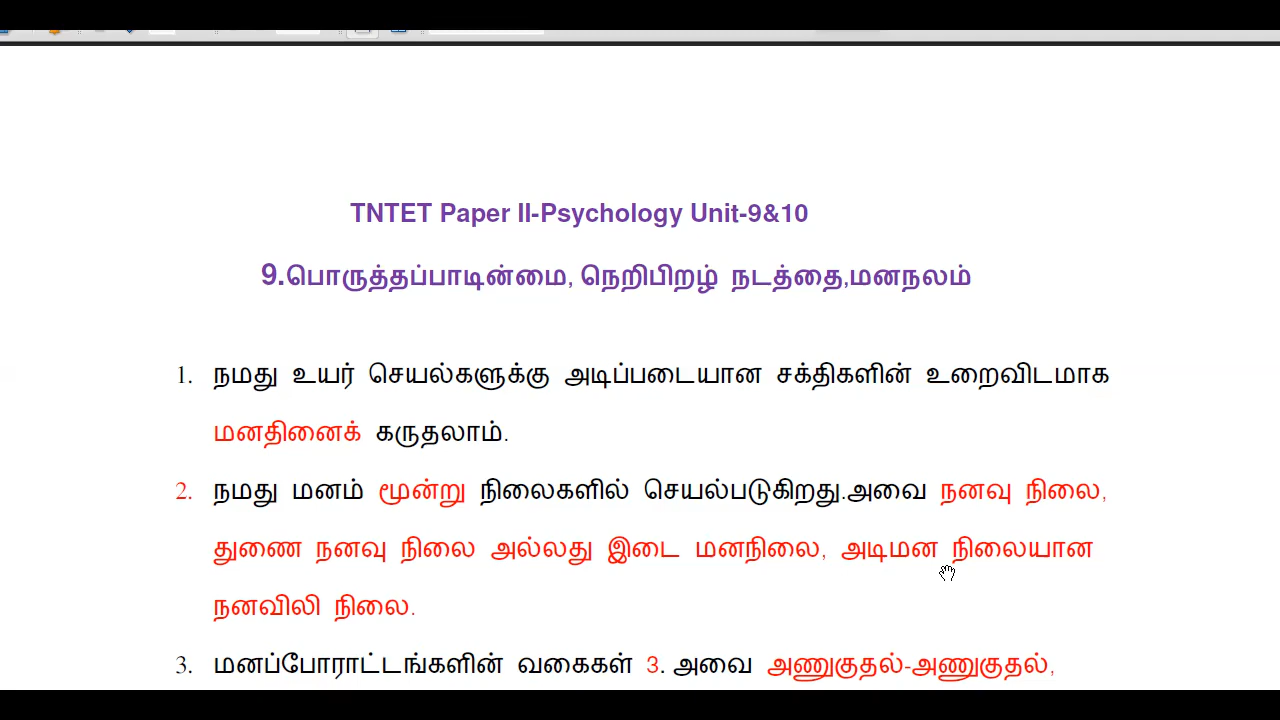 TNTET Paper II-Psychology Unit-9&10
9.பொருத்தப்பாடின்மை, நெறிபிறழ் நடத்தை,மனநலம்
1. நமது உயர் செயல்களுக்கு அடிப்படையான சக்திகளின் உறைவிடமாக
மனதினைக் கருதலாம்.
2. நமது மனம் மூன்று நிலைகளில் செயல்படுகிறது.அவை நனவு நிலை,
துணை நனவு நிலை அல்லது இடை மனநிலை, அடிமன நிலையான
நனவிலி நிலை.
3. மனப்போராட்டங்களின் வகைகள் 3. அவை அணுகுதல்-அணுகுதல்,